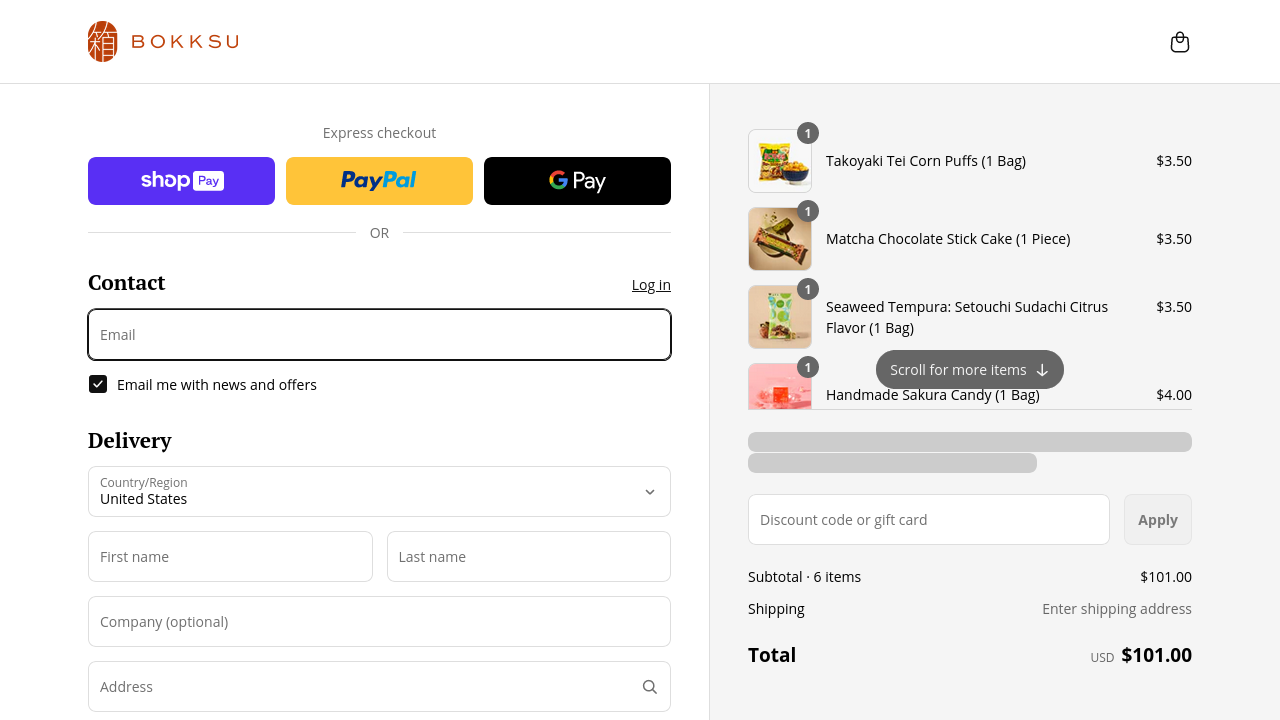 箱 BOKKSU
Express checkout
shop Pay
PayPal
G Pay
OR
Contact
Log in
Email
Email me with news and offers
Delivery
Country/Region
United States
First name
Last name
Company (optional)
Address
1
Takoyaki Tei Corn Puffs (1 Bag)
$3.50
1
Matcha Chocolate Stick Cake (1 Piece)
$3.50
1
Seaweed Tempura: Setouchi Sudachi Citrus
Flavor (1 Bag)
$3.50
Scroll for more items
1
Handmade Sakura Candy (1 Bag)
$4.00
Discount code or gift card
Apply
Subtotal · 6 items
$101.00
Shipping
Enter shipping address
Total
USD $101.00